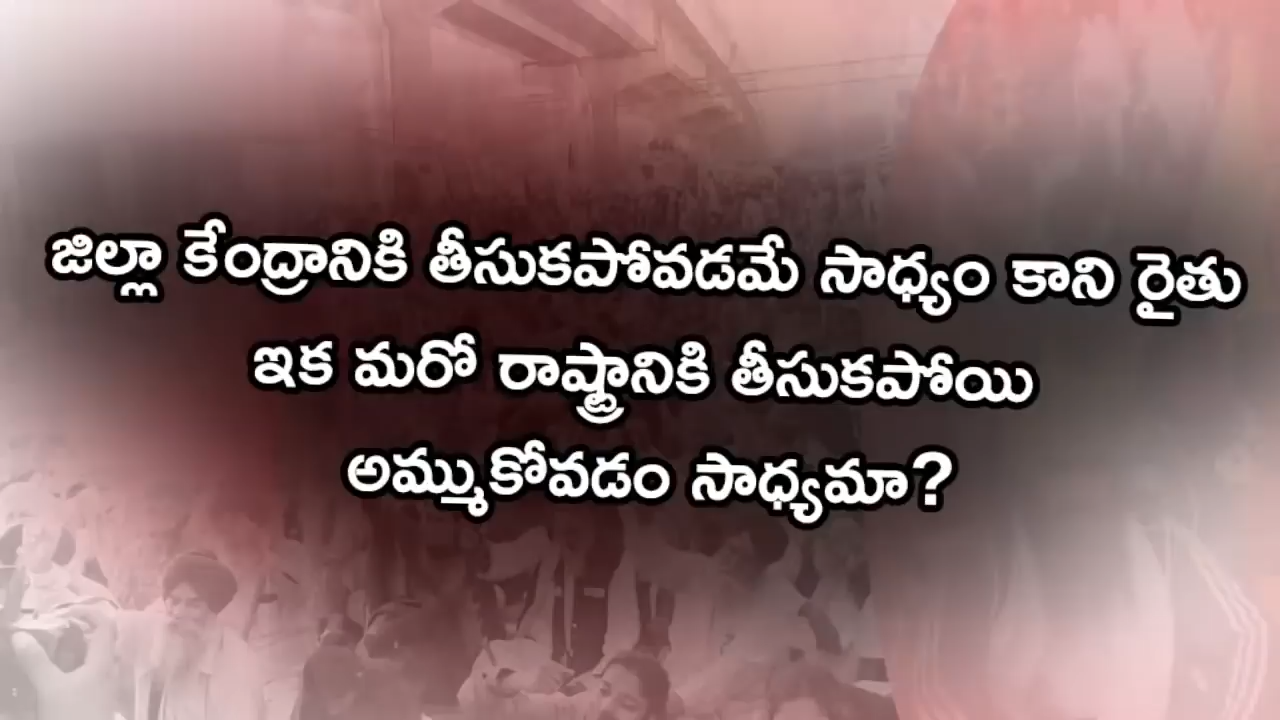 జిల్లా కేంద్రానికి తీసుకపోవడమే సాధ్యం కాని రైతు
ఇక మరో రాష్ట్రానికి తీసుకపోయి
అమ్ముకోవడం సాధ్యమా?